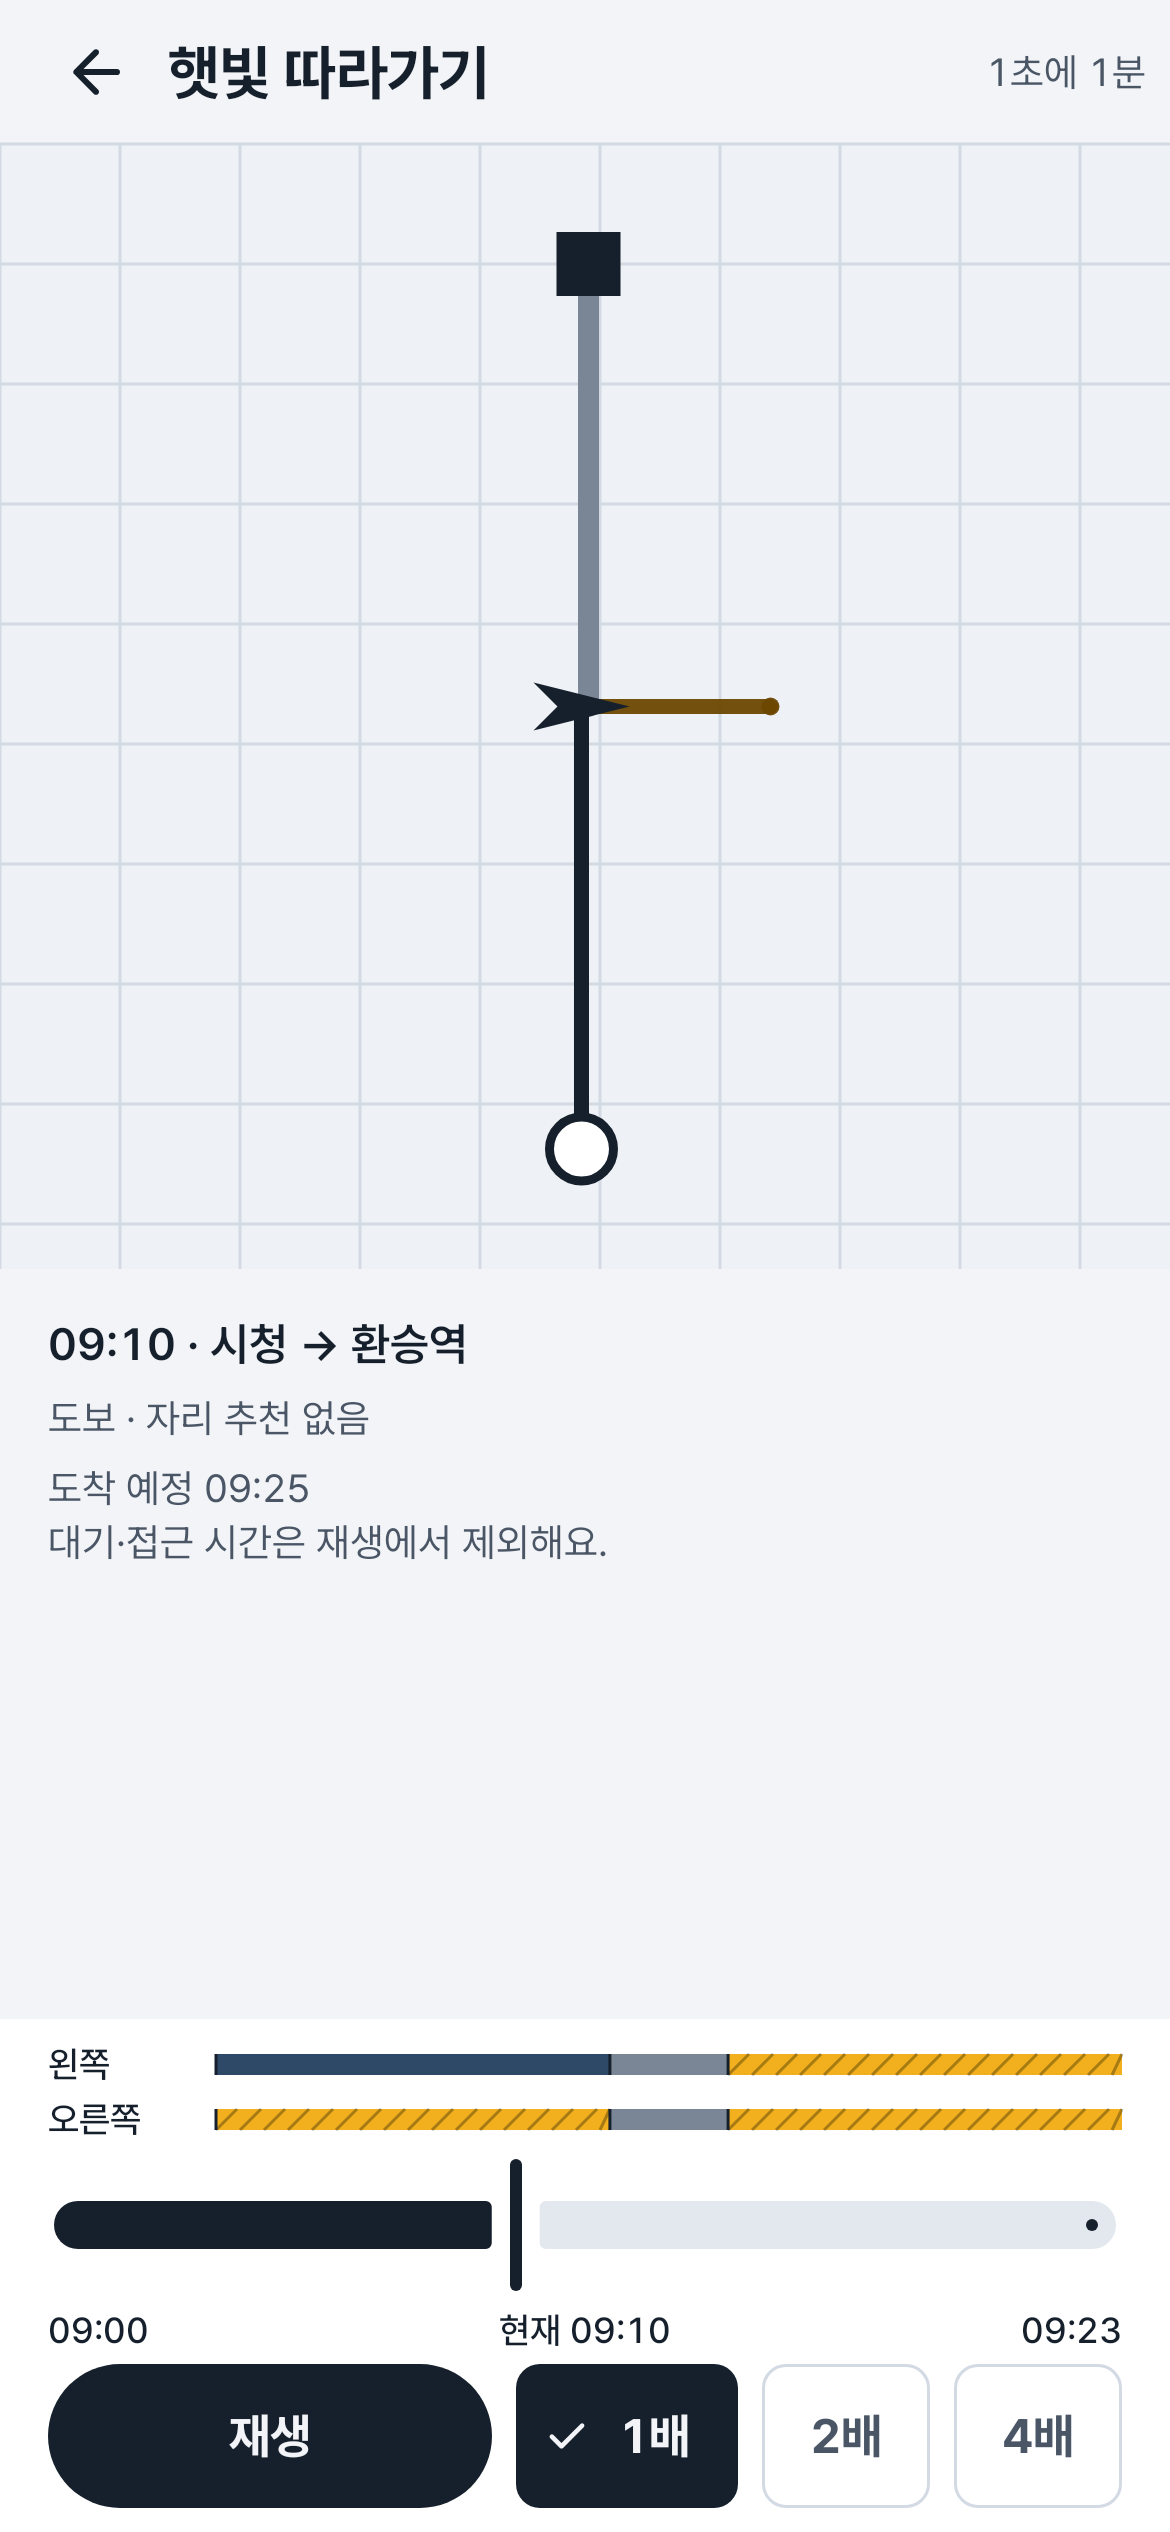 햇빛 따라가기
1초에 1분
09:10 · 시청 → 환승역
도보 · 자리 추천 없음
도착 예정 09:25
대기·접근 시간은 재생에서 제외해요.
왼쪽
오른쪽
09:00
현재 09:10
09:23
재생
1배
2배
4배